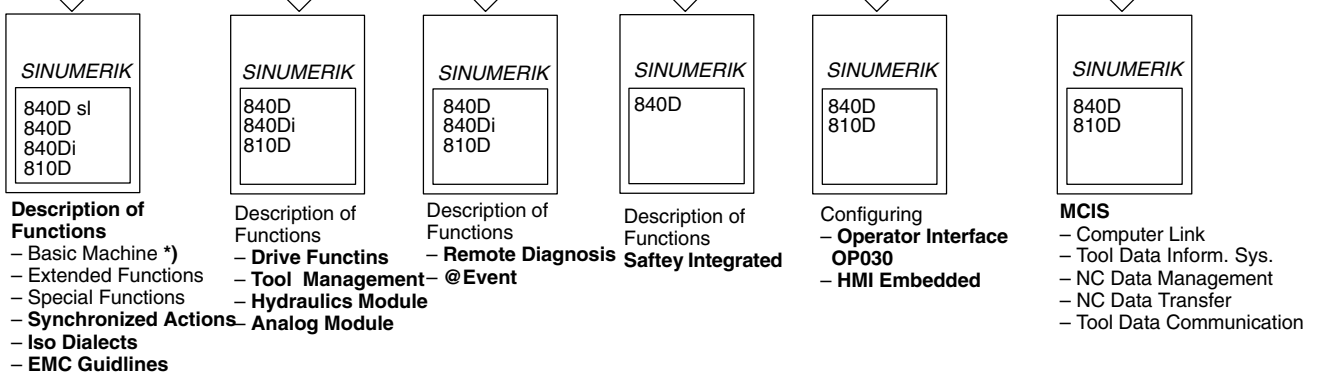 SINUMERIK
840D sl
840D
840Di
810D
Description of
Functions
– Basic Machine *)
– Extended Functions
– Special Functions
– Synchronized Actions
– Iso Dialects
– EMC Guidlines
SINUMERIK
840D
840Di
810D
Description of
Functions
– Drive Functins
– Tool Management
– Hydraulics Module
– Analog Module
SINUMERIK
840D
840Di
810D
Description of
Functions
– Remote Diagnosis
– @Event
SINUMERIK
840D
Description of
Functions
Saftey Integrated
SINUMERIK
840D
810D
Configuring
– Operator Interface
OP030
– HMI Embedded
SINUMERIK
840D
810D
MCIS
– Computer Link
– Tool Data Inform. Sys.
– NC Data Management
– NC Data Transfer
– Tool Data Communication